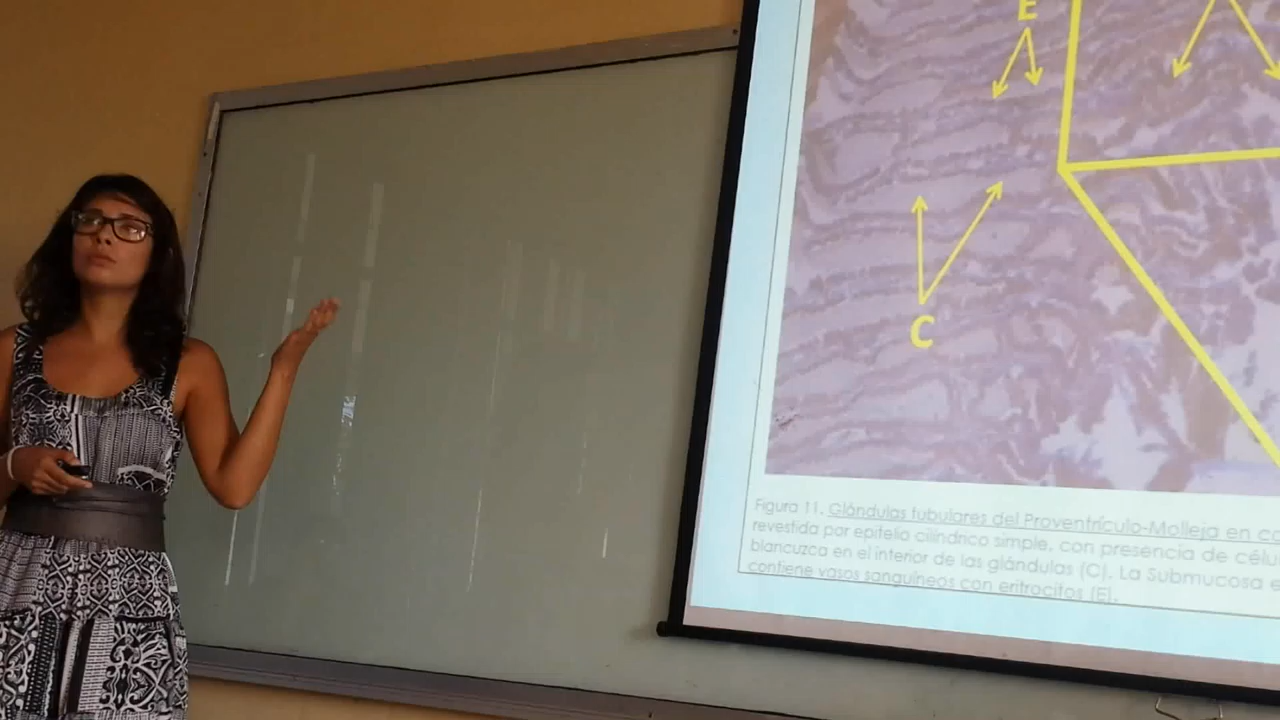 E
C
Figura 11. Glándulas tubulares del Proventrículo-Molleja en co
revestida por epitelio cilíndrico simple, con presencia de célu
blancuzca en el interior de las glándulas (C). La Submucosa e
contiene vasos sanguíneos con eritrocitos (E).